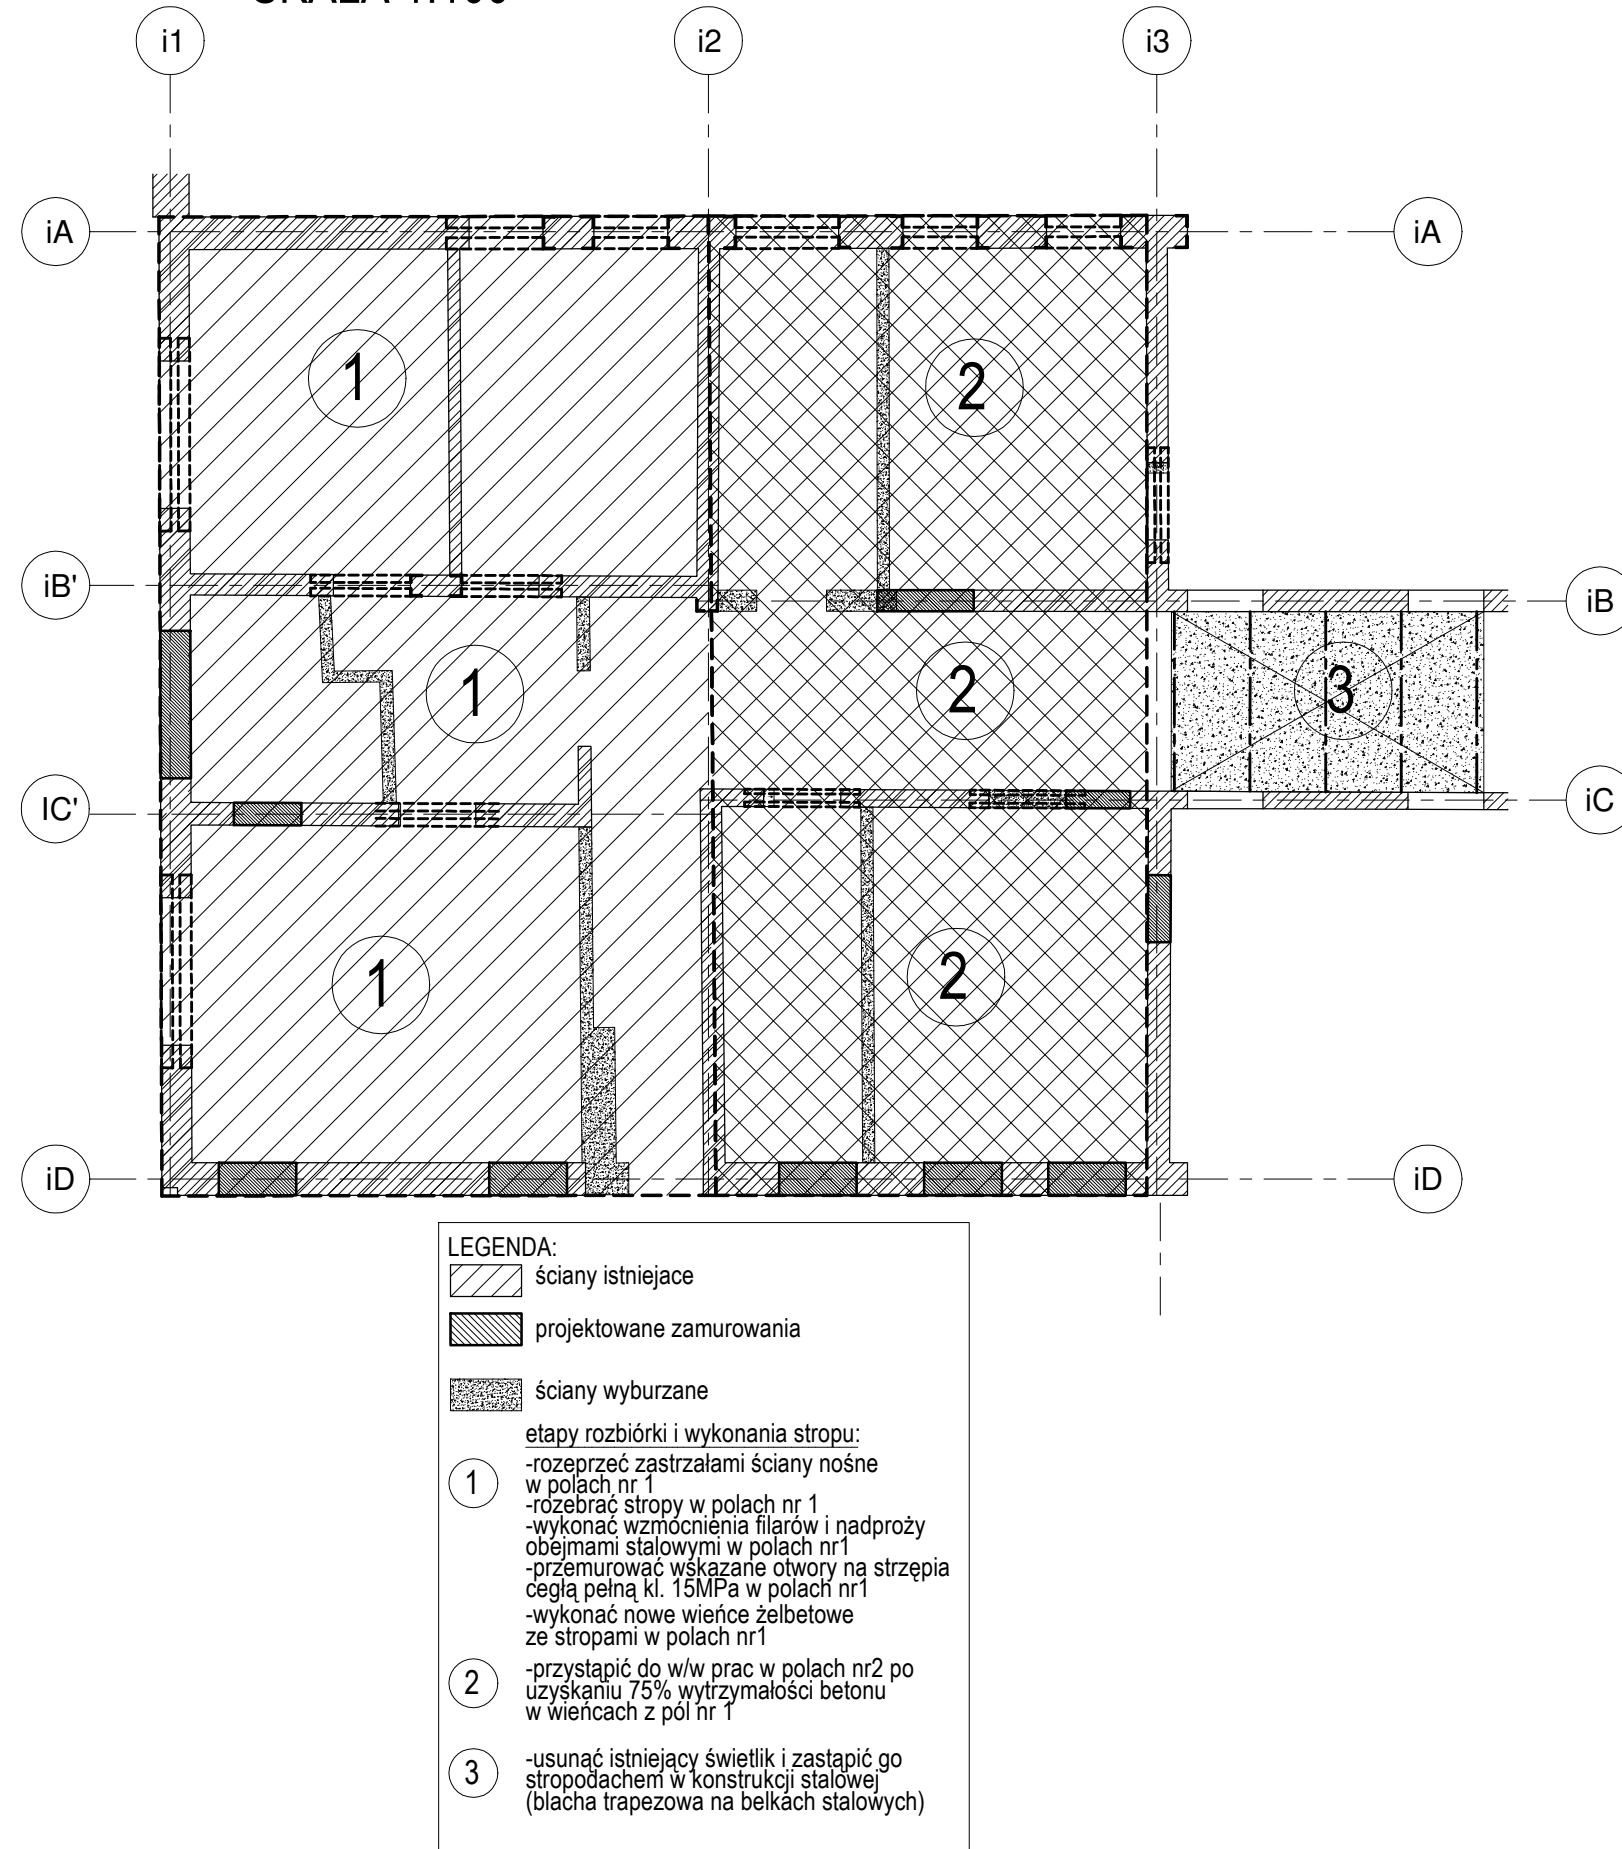 SKALA 1:100
i1 i2 i3
iA iA
1 2
iB' iB
1 2 3
IC' iC
1 2
iD iD
LEGENDA:
ściany istniejace
projektowane zamurowania
ściany wyburzane
etapy rozbiórki i wykonania stropu:
1 -rozeprzeć zastrzałami ściany nośne
w polach nr 1
-rozebrać stropy w polach nr 1
-wykonać wzmocnienia filarów i nadproży
obejmami stalowymi w polach nr1
-przemurować wskazane otwory na strzępia
cegłą pełną kl. 15MPa w polach nr1
-wykonać nowe wieńce żelbetowe
ze stropami w polach nr1
2 -przystąpić do w/w prac w polach nr2 po
uzyskaniu 75% wytrzymałości betonu
w wieńcach z pól nr 1
3 -usunąć istniejący świetlik i zastąpić go
stropodachem w konstrukcji stalowej
(blacha trapezowa na belkach stalowych)